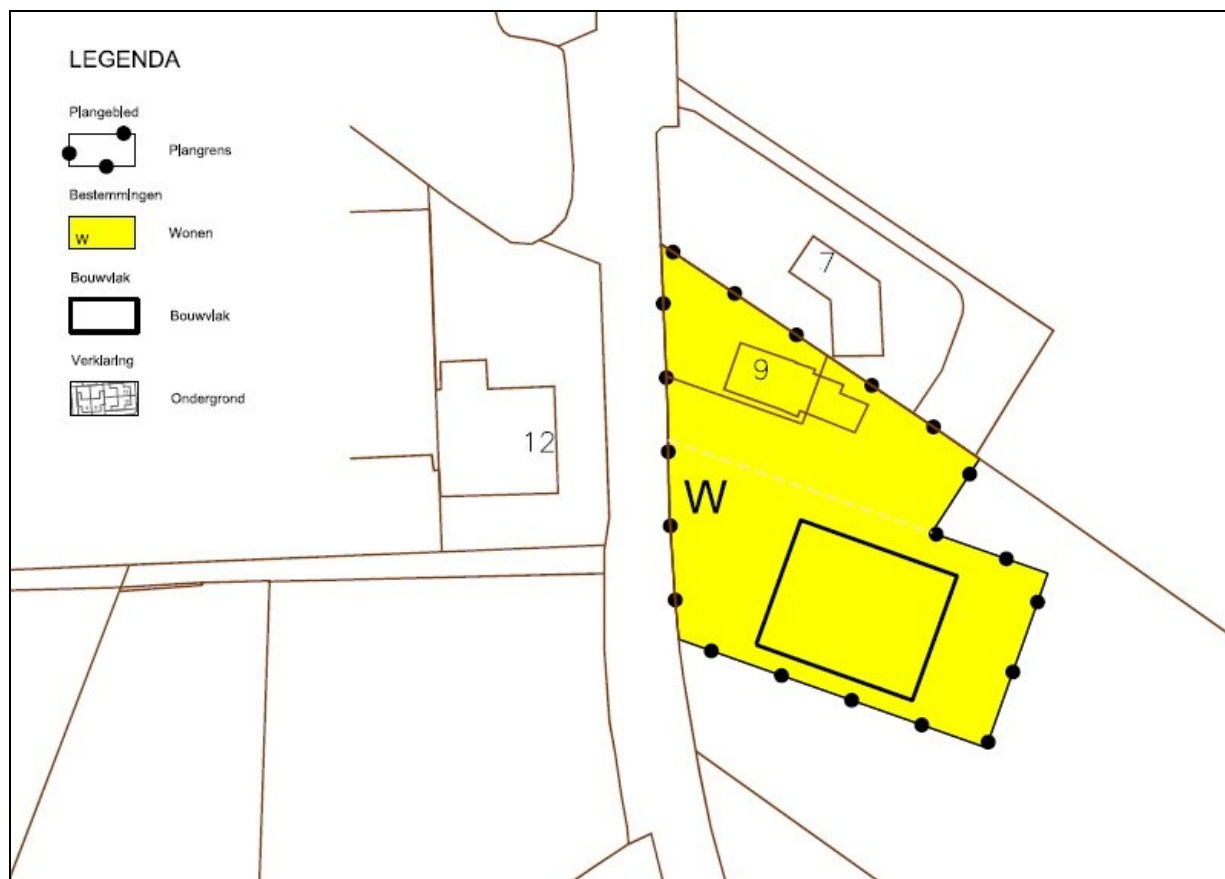 LEGENDA
Plangebied
Plangrens
Bestemmingen
W
Wonen
Bouwvlak
Bouwvlak
Verklaring
Ondergrond
7
9
12
W